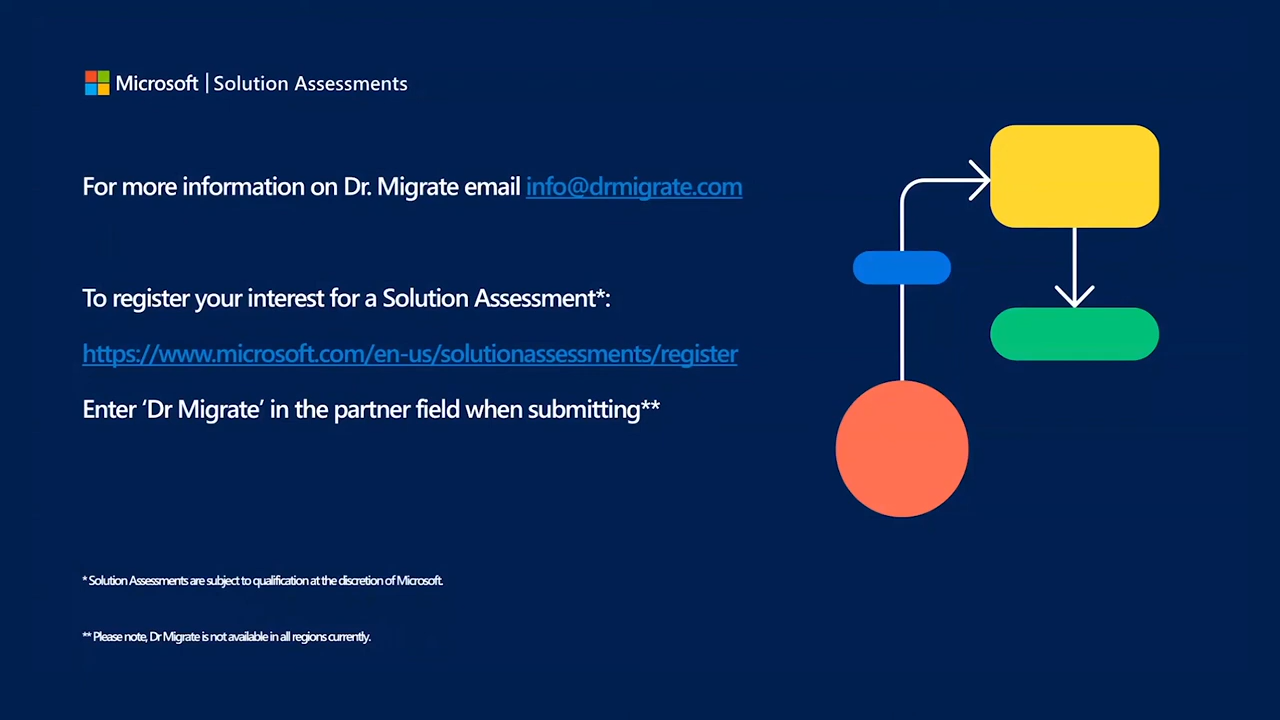 Microsoft | Solution Assessments
For more information on Dr. Migrate email info@drmigrate.com
To register your interest for a Solution Assessment*:
https://www.microsoft.com/en-us/solutionassessments/register
Enter ‘Dr Migrate’ in the partner field when submitting**
* Solution Assessments are subject to qualification at the discretion of Microsoft.
** Please note, Dr Migrate is not available in all regions currently.